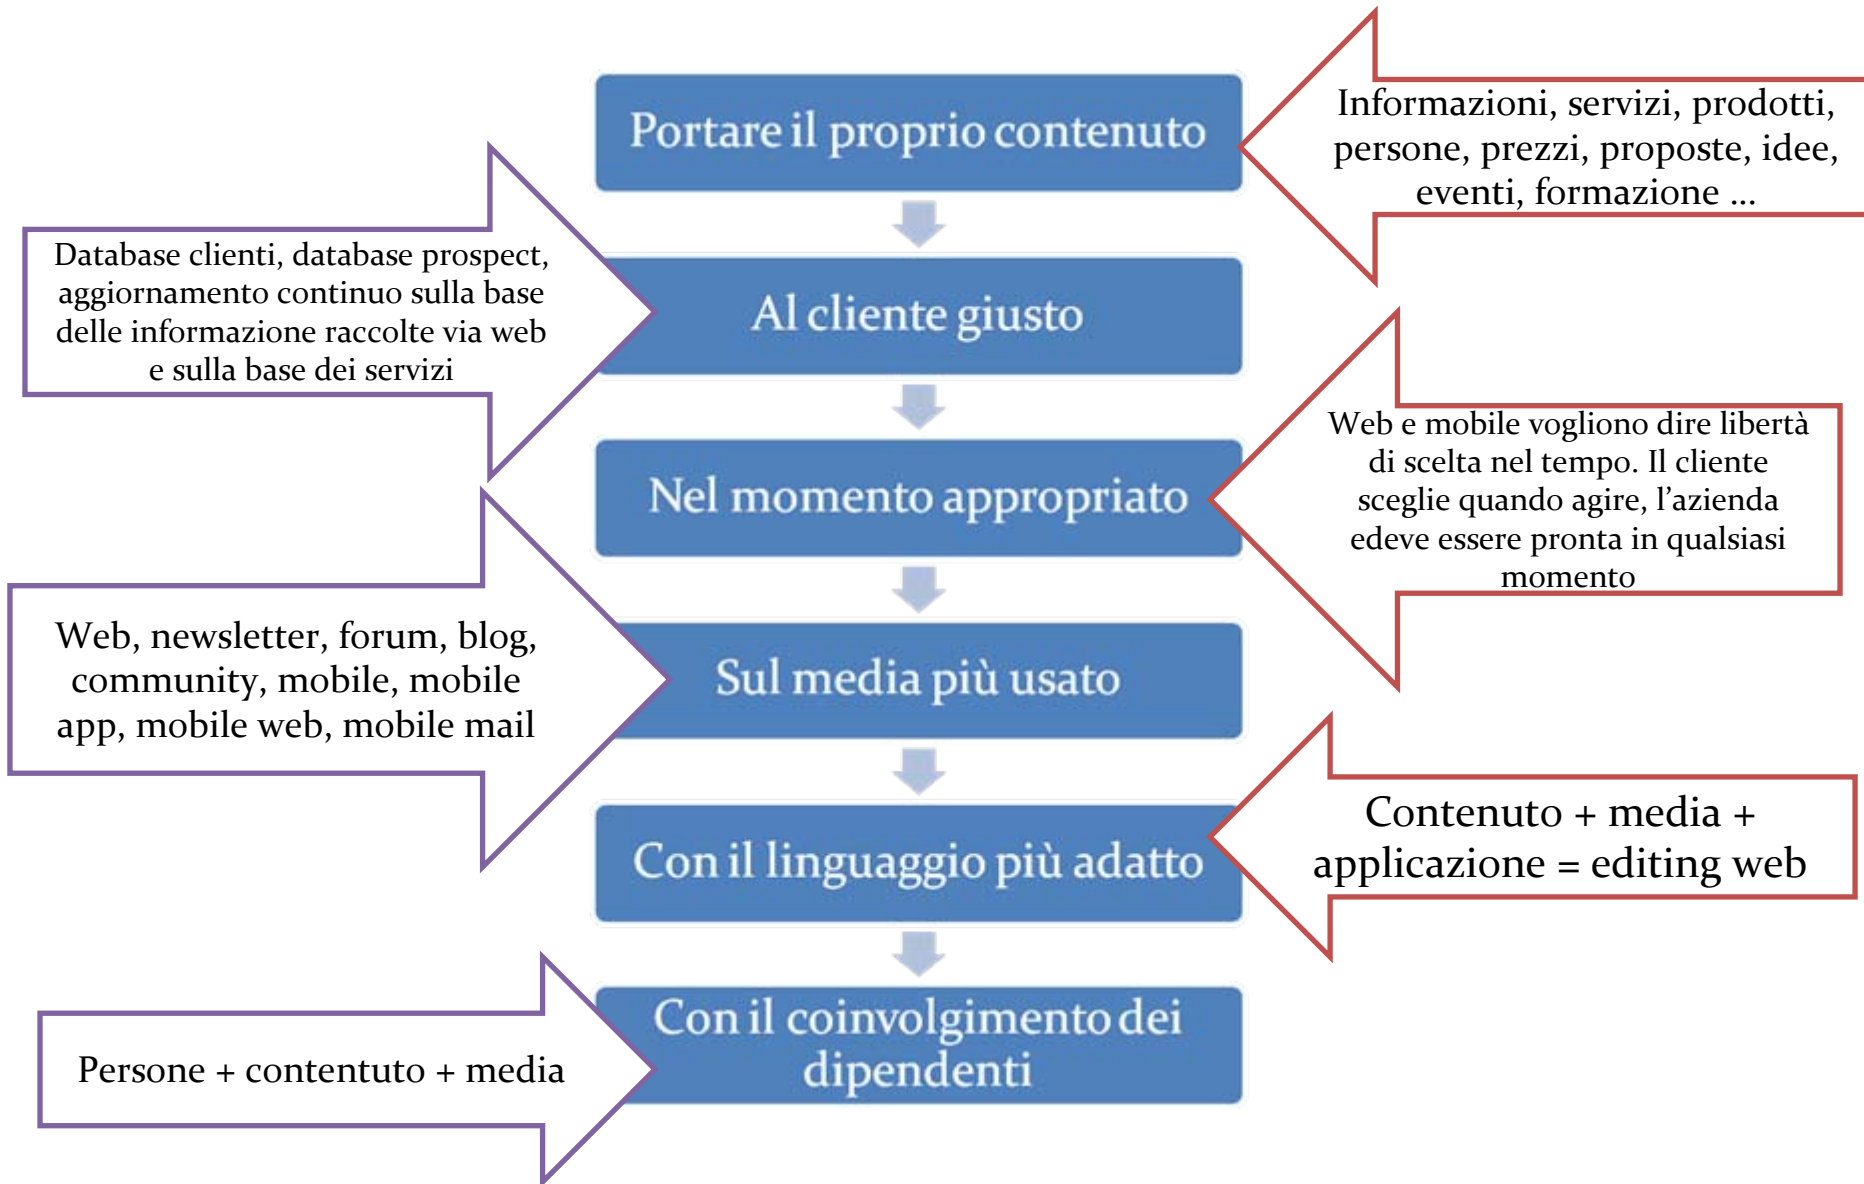 Portare il proprio contenuto
Informazioni, servizi, prodotti,
persone, prezzi, proposte, idee,
eventi, formazione ...
Database clienti, database prospect,
aggiornamento continuo sulla base
delle informazione raccolte via web
e sulla base dei servizi
Al cliente giusto
Nel momento appropriato
Web e mobile vogliono dire libertà
di scelta nel tempo. Il cliente
sceglie quando agire, l'azienda
edeve essere pronta in qualsiasi
momento
Web, newsletter, forum, blog,
community, mobile, mobile
app, mobile web, mobile mail
Sul media più usato
Con il linguaggio più adatto
Contenuto + media +
applicazione = editing web
Persone + contentuto + media
Con il coinvolgimento dei
dipendenti